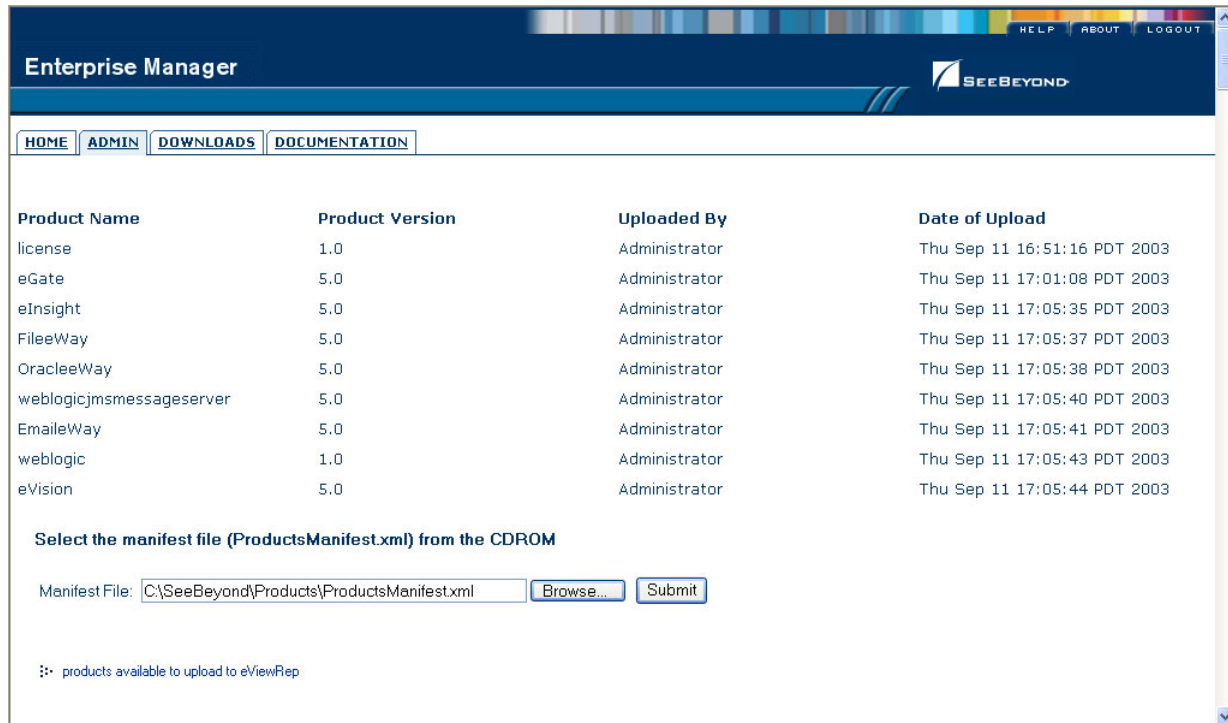 HELP ABOUT LOGOUT
Enterprise Manager
SEEBEYOND
HOME ADMIN DOWNLOADS DOCUMENTATION
Product Name Product Version Uploaded By Date of Upload
license 1.0 Administrator Thu Sep 11 16:51:16 PDT 2003
eGate 5.0 Administrator Thu Sep 11 17:01:08 PDT 2003
eInsight 5.0 Administrator Thu Sep 11 17:05:35 PDT 2003
FileeWay 5.0 Administrator Thu Sep 11 17:05:37 PDT 2003
OracleeWay 5.0 Administrator Thu Sep 11 17:05:38 PDT 2003
weblogicjmsmessageserver 5.0 Administrator Thu Sep 11 17:05:40 PDT 2003
EmaileWay 5.0 Administrator Thu Sep 11 17:05:41 PDT 2003
weblogic 1.0 Administrator Thu Sep 11 17:05:43 PDT 2003
eVision 5.0 Administrator Thu Sep 11 17:05:44 PDT 2003
Select the manifest file (ProductsManifest.xml) from the CDROM
Manifest File: C:\SeeBeyond\Products\ProductsManifest.xml Browse... Submit
products available to upload to eViewRep